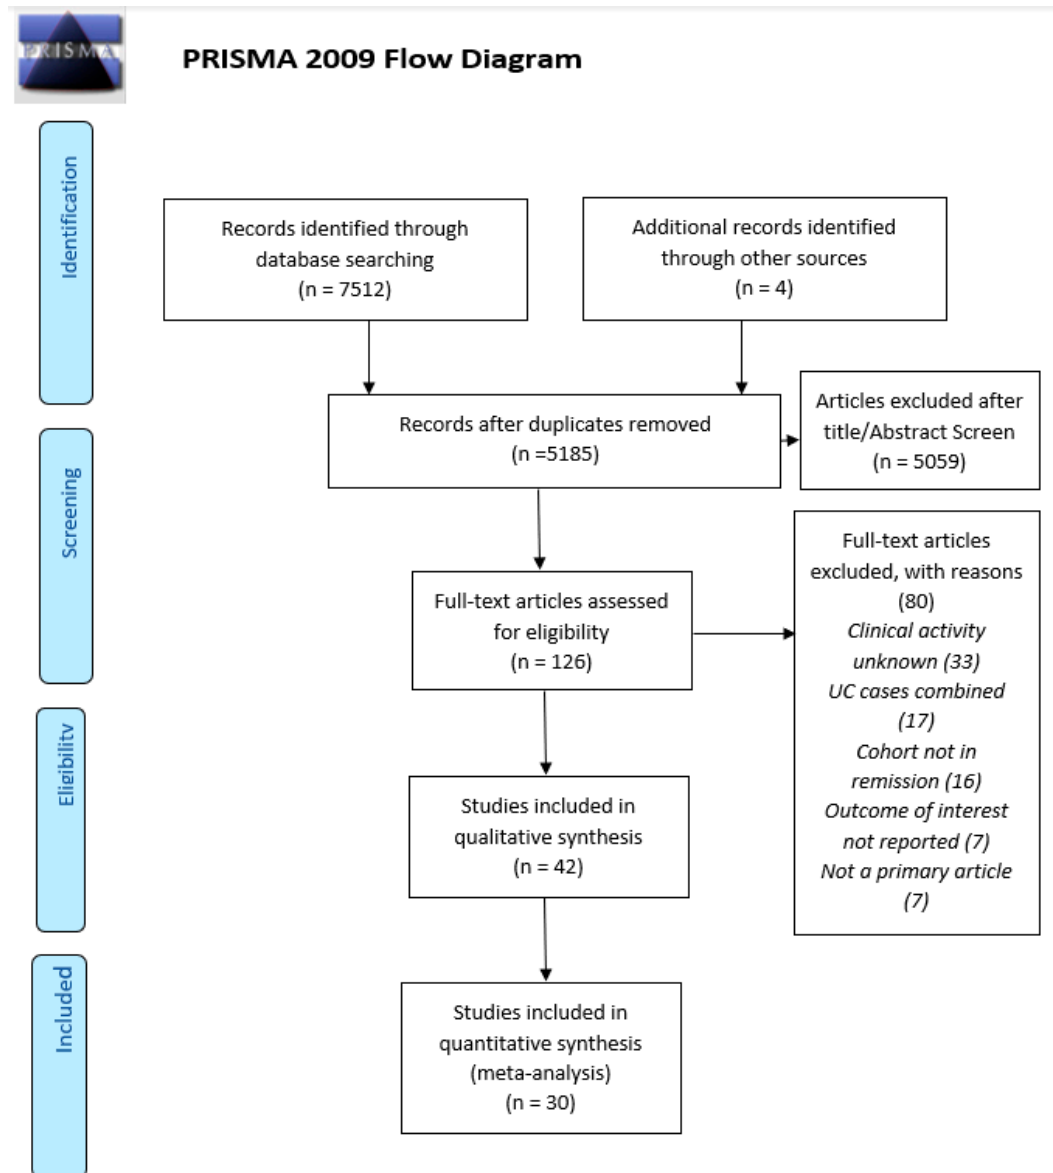 PRISMA
PRISMA 2009 Flow Diagram
Identification
Records identified through
database searching
(n = 7512)
Additional records identified
through other sources
(n = 4)
Records after duplicates removed
(n =5185)
Articles excluded after
title/Abstract Screen
(n = 5059)
Screening
Full-text articles assessed
for eligibility
(n = 126)
Full-text articles
excluded, with reasons
(80)
Clinical activity
unknown (33)
UC cases combined
(17)
Cohort not in
remission (16)
Outcome of interest
not reported (7)
Not a primary article
(7)
Eligibility
Studies included in
qualitative synthesis
(n = 42)
Included
Studies included in
quantitative synthesis
(meta-analysis)
(n = 30)